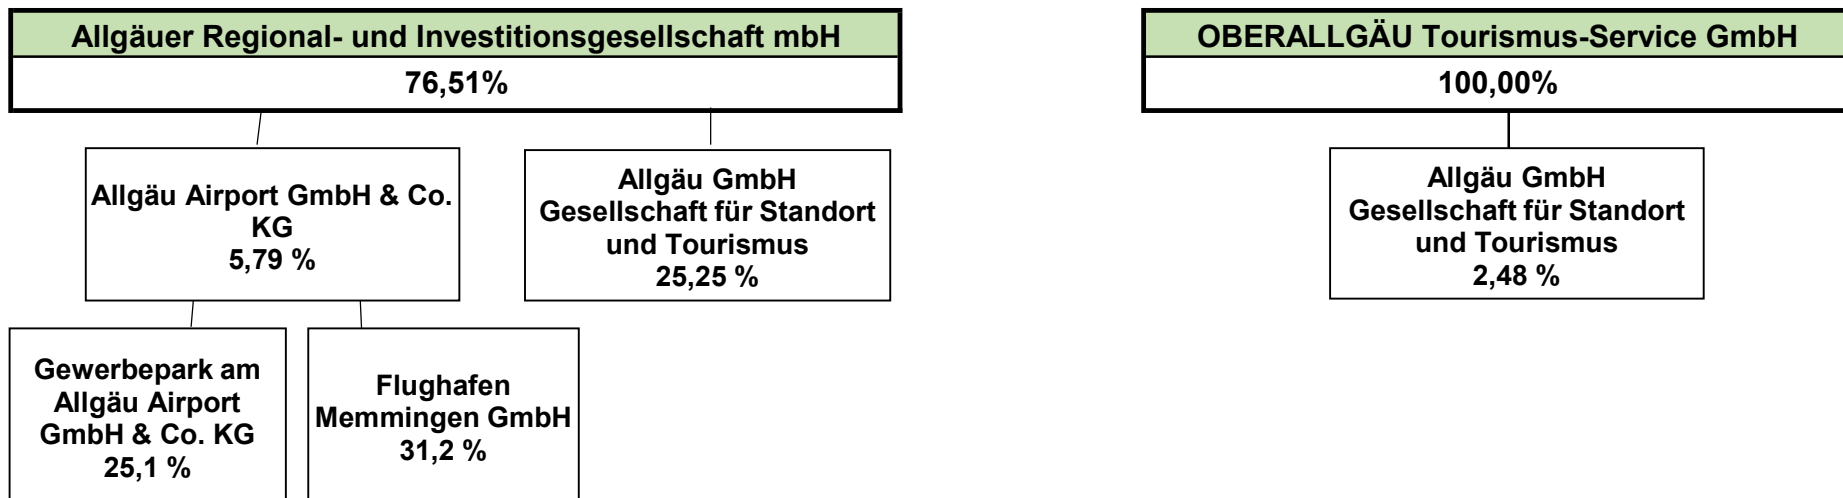 Allgäuer Regional- und Investitionsgesellschaft mbH
76,51%
Allgäu Airport GmbH & Co.
KG
5,79 %
Allgäu GmbH
Gesellschaft für Standort
und Tourismus
25,25 %
Gewerbepark am
Allgäu Airport
GmbH & Co. KG
25,1 %
Flughafen
Memmingen GmbH
31,2 %
OBERALLGÄU Tourismus-Service GmbH
100,00%
Allgäu GmbH
Gesellschaft für Standort
und Tourismus
2,48 %